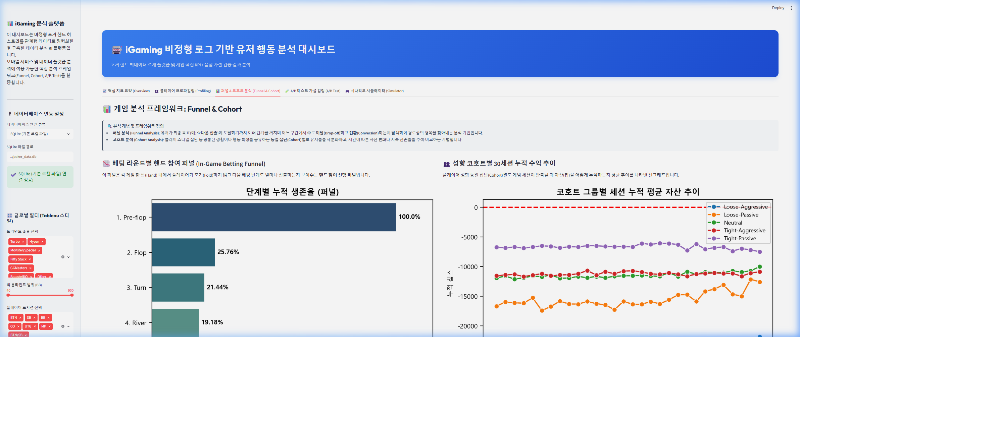 Deploy
iGaming 분석 플랫폼
이 대시보드는 비정형 포커 핸드 히
스토리를 관계형 데이터로 정형화한
후 구축한 데이터 분석 BI 플랫폼입
니다.
모바일 서비스 및 데이터 플랫폼 분
석에 적용 가능한 핵심 분석 프레임
워크(Funnel, Cohort, A/B Test)를 실
증합니다.
데이터베이스 연동 설정
데이터베이스 엔진 선택
SQLite (기본 로컬 파일)
SQLite 파일 경로
../poker_data.db
SQLite (기본 로컬 파일) 연
결 성공!
글로벌 필터 (Tableau 스타
일)
토너먼트 종류 선택
Turbo × Hyper ×
Monster/Special ×
Fifty Stack ×
GGMasters ×
Bounty/KO × Other ×
빅 블라인드 범위 (BB)
40 900
플레이어 포지션 선택
BTN × SB × BB ×
CO × UTG × MP ×
BTN/SB ×
iGaming 비정형 로그 기반 유저 행동 분석 대시보드
포커 핸드 빅데이터 적재 플랫폼 및 게임 핵심 KPI / 실험 가설 검증 결과 분석
핵심 지표 요약 (Overview) 플레이어 프로파일링 (Profiling) 퍼널 & 코호트 분석 (Funnel & Cohort) A/B 테스트 가설 검정 (A/B Test) 시나리오 시뮬레이터 (Simulator)
게임 분석 프레임워크: Funnel & Cohort
분석 개념 및 프레임워크 정의
• 퍼널 분석 (Funnel Analysis): 유저가 최종 목표(예: 쇼다운 진출)에 도달하기까지 여러 단계를 거치며 어느 구간에서 주로 이탈(Drop-off)하고 전환(Conversion)하는지 탐색하여 경로상의 병목을 찾아내는 분석 기법입니다.
• 코호트 분석 (Cohort Analysis): 플레이 스타일 집단 등 공통된 경험이나 행동 특성을 공유하는 동일 집단(Cohort)별로 유저들을 세분화하고, 시간에 따른 자산 변화나 지속 잔존율을 추적·비교하는 기법입니다.
베팅 라운드별 핸드 참여 퍼널 (In-Game Betting Funnel)
이 퍼널은 각 게임 한 판(Hand) 내에서 플레이어가 포기(Fold)하지 않고 다음 베팅 단계로 얼마나 진출하는지 보여주는 핸드 참여 진행 퍼널입니다.
단계별 누적 생존율 (퍼널)
1. Pre-flop 100.0%
2. Flop 25.76%
3. Turn 21.44%
4. River 19.18%
성향 코호트별 30세션 누적 수익 추이
플레이어 성향 동일 집단(Cohort)별로 게임 세션이 반복될 때 자산(칩)을 어떻게 누적하는지 평균 추이를 나타낸 선그래프입니다.
코호트 그룹별 세션 누적 평균 자산 추이
누적 칩스
0
-5000
-10000
-15000
-20000
Loose-Aggressive
Loose-Passive
Neutral
Tight-Aggressive
Tight-Passive